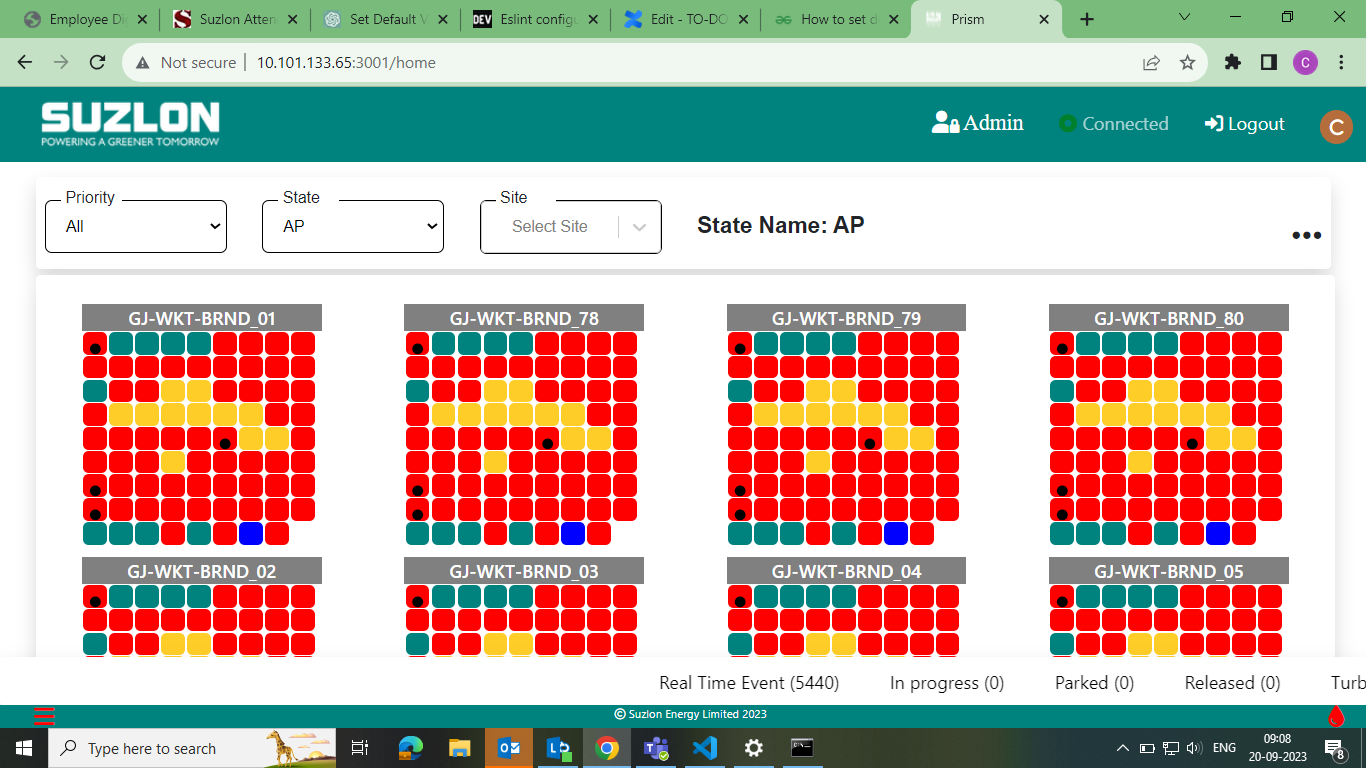 Employee Di
Suzlon Atten
Set Default V
DEV Eslint configu
Edit - TO-DO
How to set d
Prism
Not secure 10.101.133.65:3001/home
C
SUZLON
POWERING A GREENER TOMORROW
Admin
Connected
Logout
C
Priority
All
State
AP
Site
Select Site
State Name: AP
GJ-WKT-BRND_01
GJ-WKT-BRND_78
GJ-WKT-BRND_79
GJ-WKT-BRND_80
GJ-WKT-BRND_02
GJ-WKT-BRND_03
GJ-WKT-BRND_04
GJ-WKT-BRND_05
Real Time Event (5440)
In progress (0)
Parked (0)
Released (0)
Turb
© Suzlon Energy Limited 2023
Type here to search
ENG
09:08
20-09-2023
8